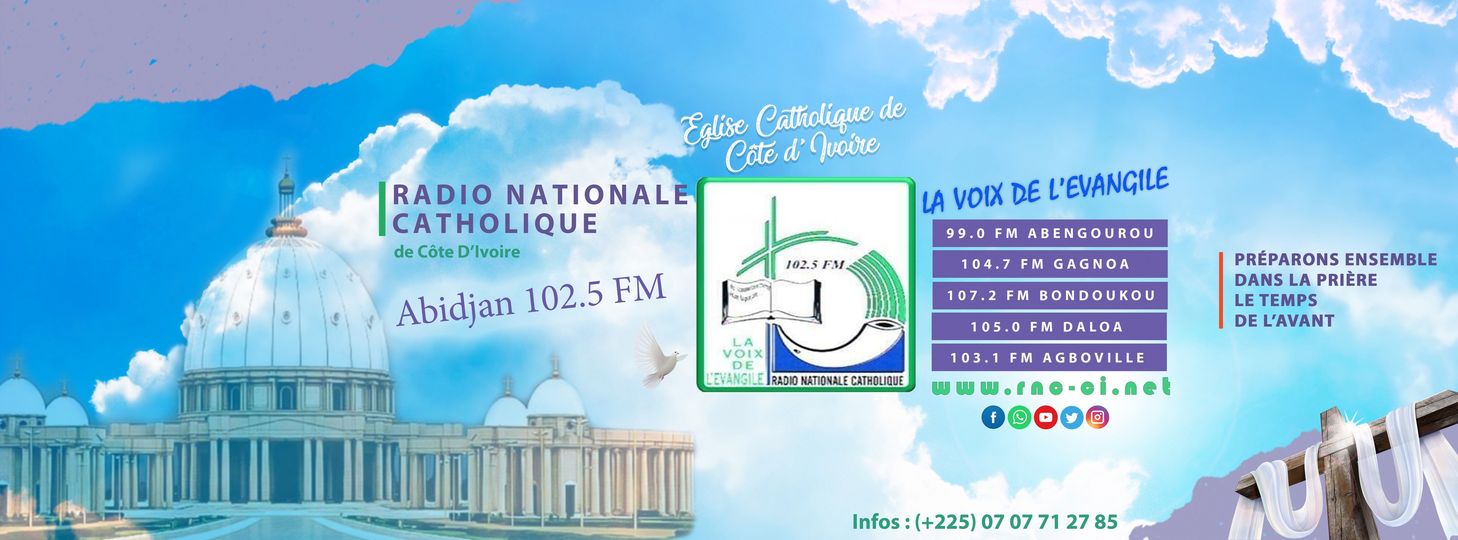 Eglise Catholique de
Côte d' Ivoire
RADIO NATIONALE
CATHOLIQUE
de Côte D'Ivoire
Abidjan 102.5 FM
102.5 FM
LA
VOIX
DE
L'EVANGILE
RADIO NATIONALE CATHOLIQUE
LA VOIX DE L'EVANGILE
99.0 FM ABENGOUROU
104.7 FM GAGNOA
107.2 FM BONDOUKOU
105.0 FM DALOA
103.1 FM AGBOVILLE
www.rnc-ci.net
PRÉPARONS ENSEMBLE
DANS LA PRIÈRE
LE TEMPS
DE L'AVANT
Infos : (+225) 07 07 71 27 85